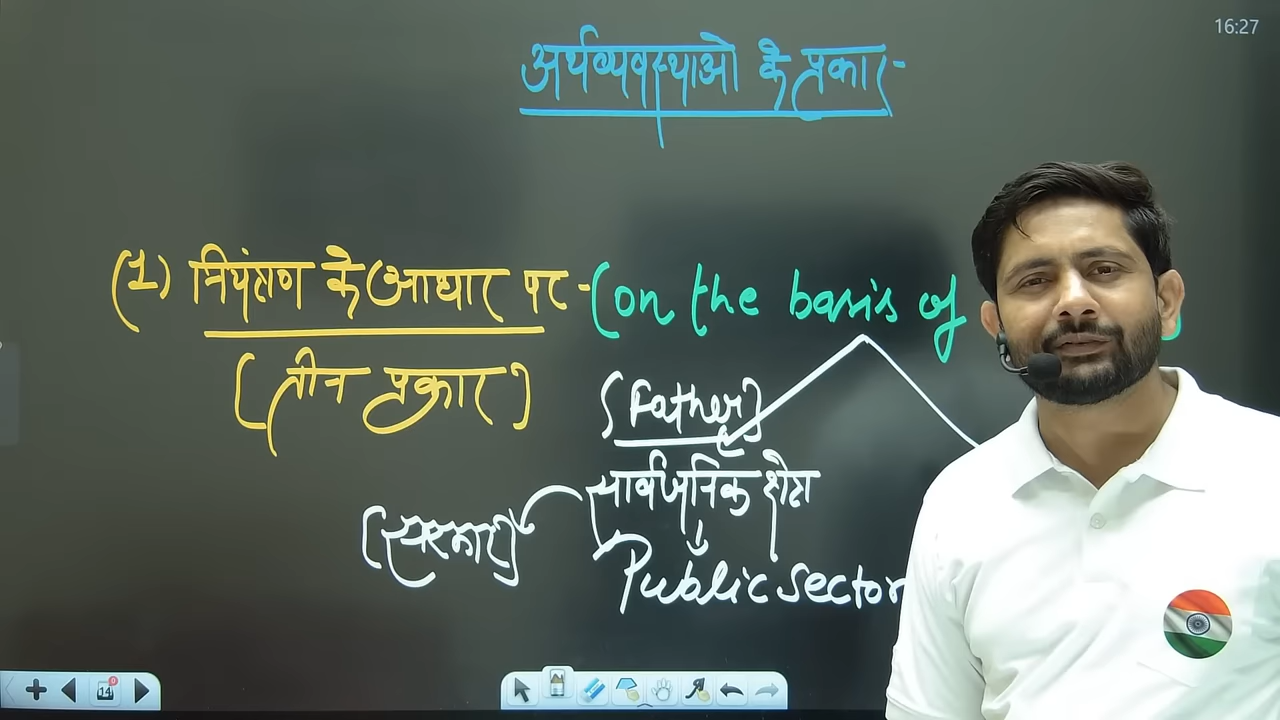 16:27
अर्थव्यवस्थाओ के प्रकार-
(1) नियंत्रण के आधार पर - (on the basis of
(तीन प्रकार)
(Father)
सार्वजनिक क्षेत्र
(सरकार)
Public sector
14